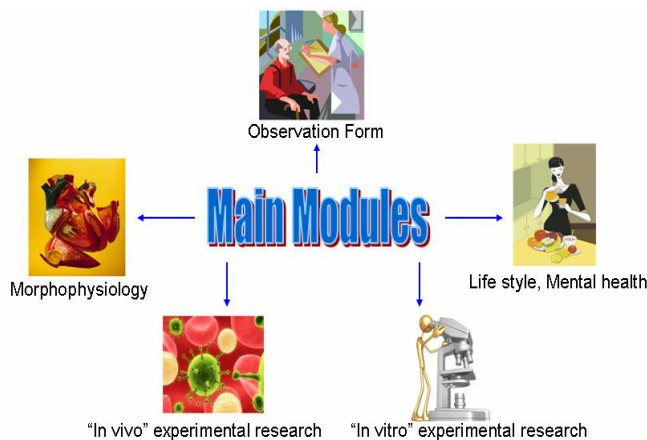 Observation Form
Main Modules
Morphophysiology
Life style, Mental health
“In vivo” experimental research
“In vitro” experimental research